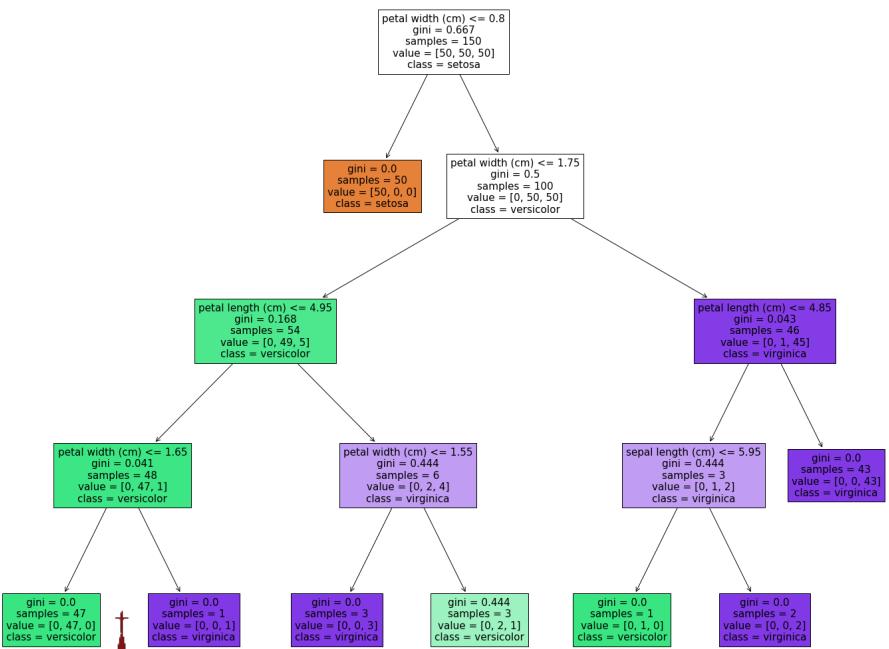 petal width (cm) <= 0.8
gini = 0.667
samples = 150
value = [50, 50, 50]
class = setosa
gini = 0.0
samples = 50
value = [50, 0, 0]
class = setosa
petal width (cm) <= 1.75
gini = 0.5
samples = 100
value = [0, 50, 50]
class = versicolor
petal length (cm) <= 4.95
gini = 0.168
samples = 54
value = [0, 49, 5]
class = versicolor
petal length (cm) <= 4.85
gini = 0.043
samples = 46
value = [0, 1, 45]
class = virginica
petal width (cm) <= 1.65
gini = 0.041
samples = 48
value = [0, 47, 1]
class = versicolor
petal width (cm) <= 1.55
gini = 0.444
samples = 6
value = [0, 2, 4]
class = virginica
sepal length (cm) <= 5.95
gini = 0.444
samples = 3
value = [0, 1, 2]
class = virginica
gini = 0.0
samples = 43
value = [0, 0, 43]
class = virginica
gini = 0.0
samples = 47
value = [0, 47, 0]
class = versicolor
gini = 0.0
samples = 1
value = [0, 0, 1]
class = virginica
gini = 0.0
samples = 3
value = [0, 0, 3]
class = virginica
gini = 0.444
samples = 3
value = [0, 2, 1]
class = versicolor
gini = 0.0
samples = 1
value = [0, 1, 0]
class = versicolor
gini = 0.0
samples = 2
value = [0, 0, 2]
class = virginica